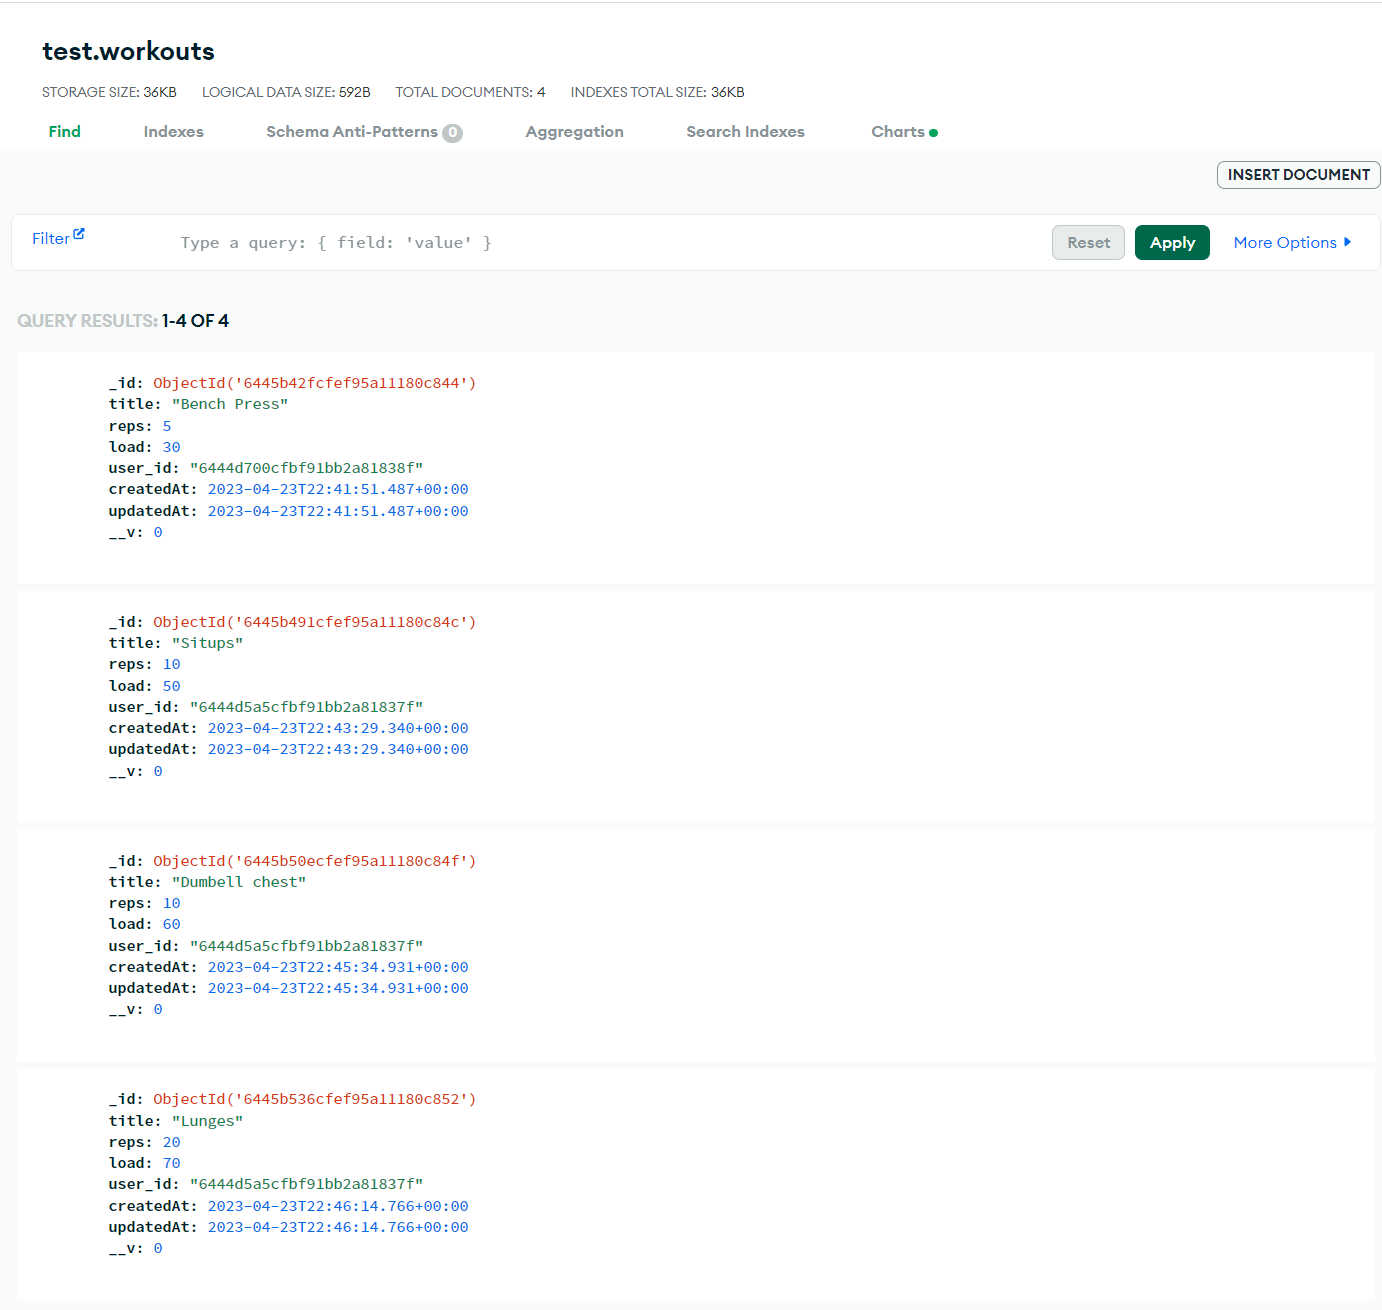 test.workouts
STORAGE SIZE: 36KB LOGICAL DATA SIZE: 592B TOTAL DOCUMENTS: 4 INDEXES TOTAL SIZE: 36KB
Find Indexes Schema Anti-Patterns 0 Aggregation Search Indexes Charts
INSERT DOCUMENT
Filter Type a query: { field: 'value' } Reset Apply More Options
QUERY RESULTS: 1-4 OF 4
_id: ObjectId('6445b42fcfef95a11180c844')
title: "Bench Press"
reps: 5
load: 30
user_id: "6444d700cfbf91bb2a81838f"
createdAt: 2023-04-23T22:41:51.487+00:00
updatedAt: 2023-04-23T22:41:51.487+00:00
__v: 0
_id: ObjectId('6445b491cfef95a11180c84c')
title: "Situps"
reps: 10
load: 50
user_id: "6444d5a5cfbf91bb2a81837f"
createdAt: 2023-04-23T22:43:29.340+00:00
updatedAt: 2023-04-23T22:43:29.340+00:00
__v: 0
_id: ObjectId('6445b50ecfef95a11180c84f')
title: "Dumbell chest"
reps: 10
load: 60
user_id: "6444d5a5cfbf91bb2a81837f"
createdAt: 2023-04-23T22:45:34.931+00:00
updatedAt: 2023-04-23T22:45:34.931+00:00
__v: 0
_id: ObjectId('6445b536cfef95a11180c852')
title: "Lunges"
reps: 20
load: 70
user_id: "6444d5a5cfbf91bb2a81837f"
createdAt: 2023-04-23T22:46:14.766+00:00
updatedAt: 2023-04-23T22:46:14.766+00:00
__v: 0